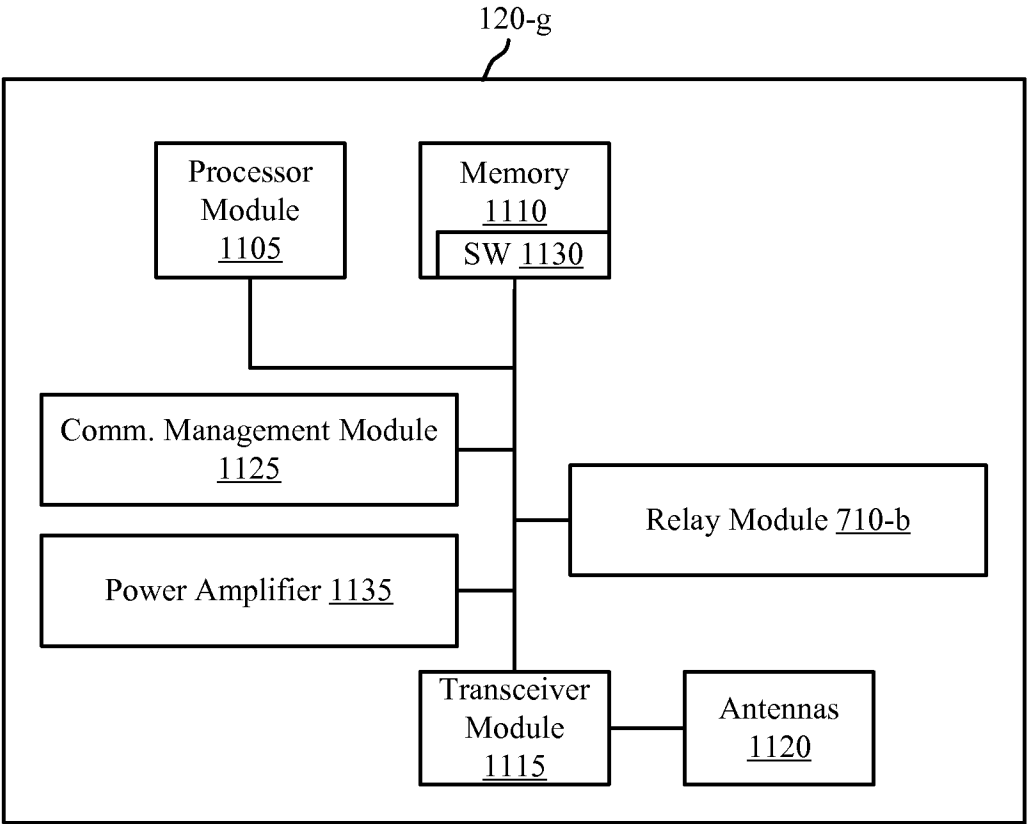 120-g
Processor
Module
1105
Memory
1110
SW 1130
Comm. Management Module
1125
Relay Module 710-b
Power Amplifier 1135
Transceiver
Module
1115
Antennas
1120